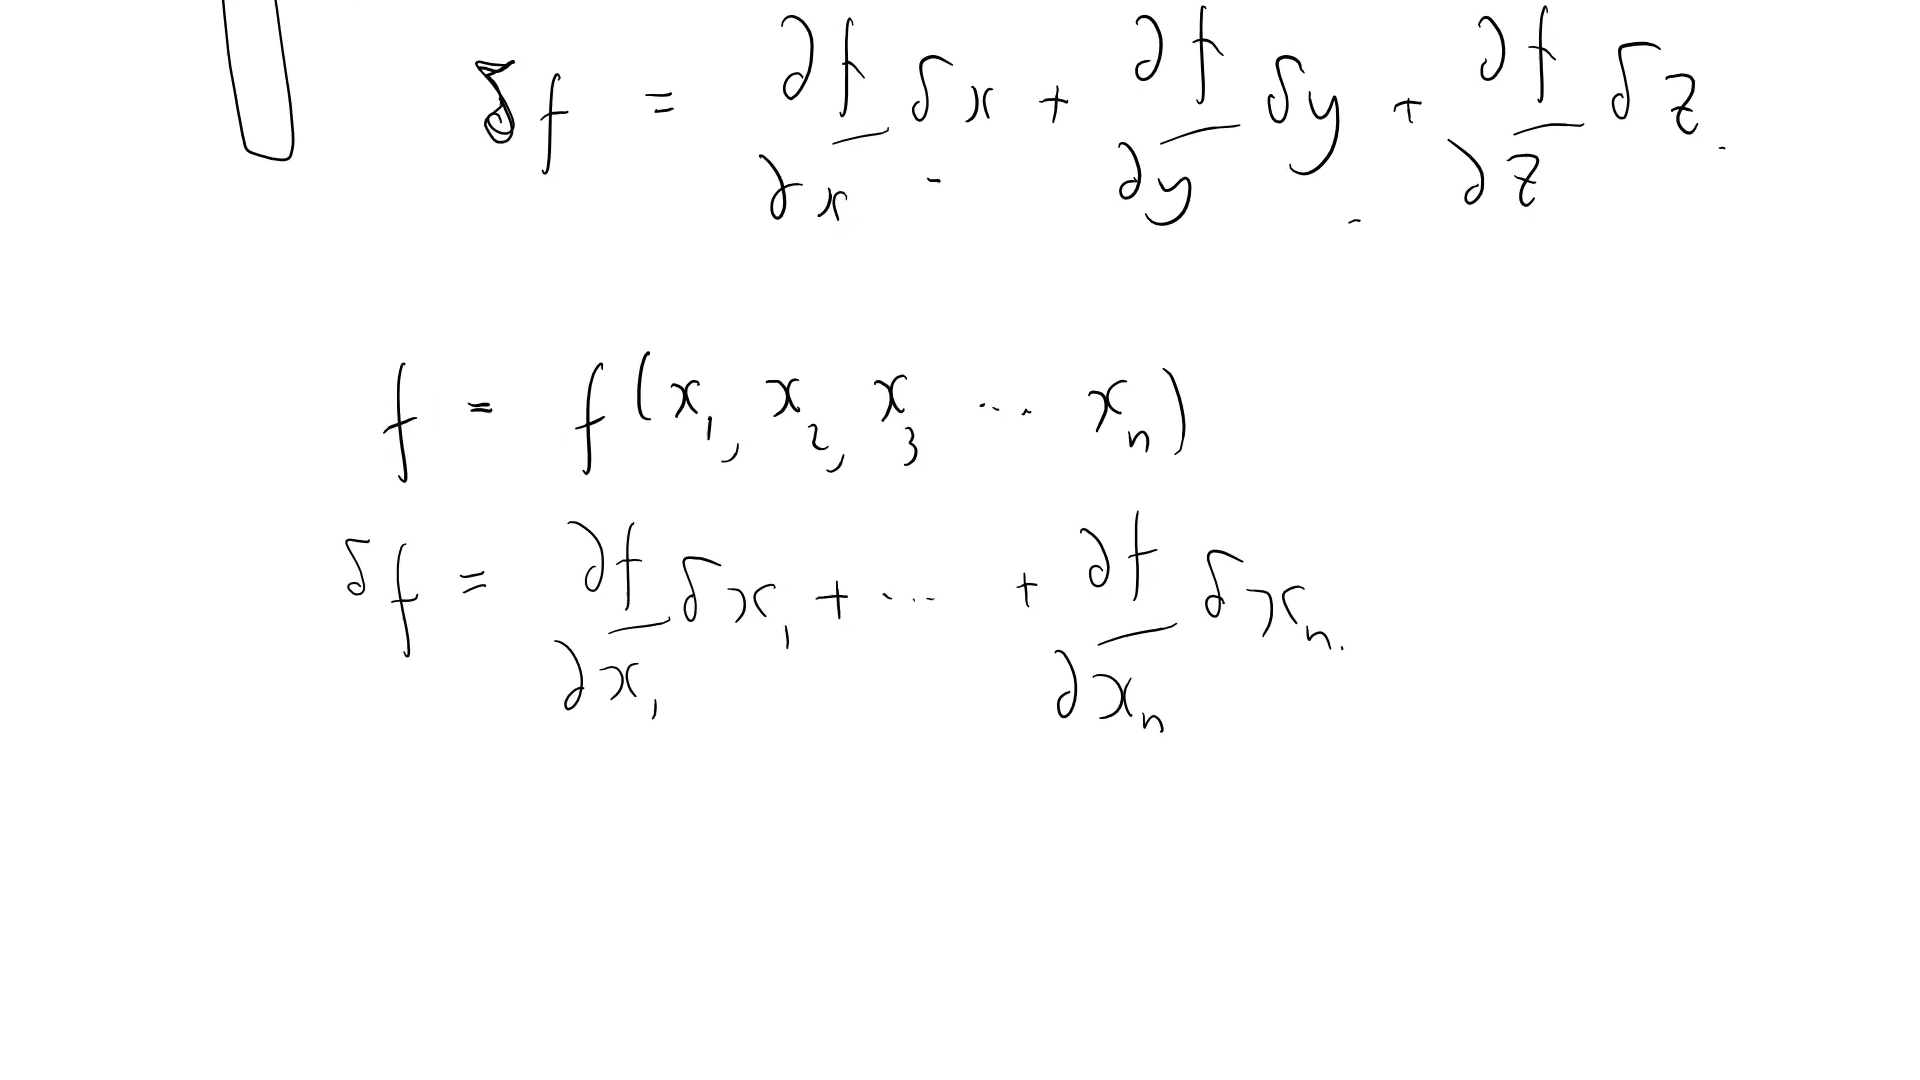 δf = ∂f/∂x δx + ∂f/∂y δy + ∂f/∂z δz.
f = f(x₁, x₂, x₃ ... xₙ)
δf = ∂f/∂x₁ δx₁ + ... + ∂f/∂xₙ δxₙ.